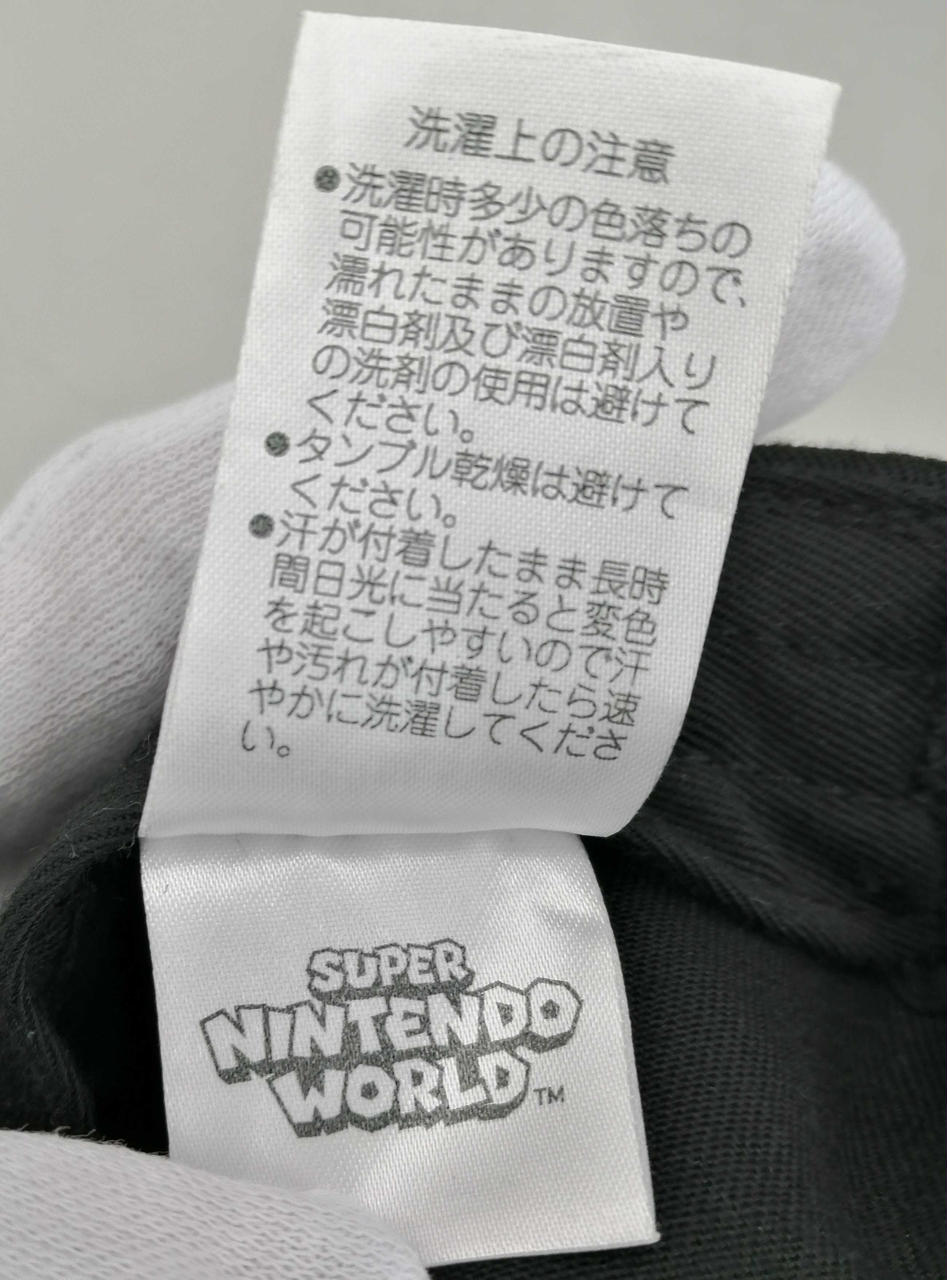 洗濯上の注意
●洗濯時多少の色落ちの
可能性がありますので、
濡れたままの放置や
漂白剤及び漂白剤入り
の洗剤の使用は避けて
ください。
●タンブル乾燥は避けて
ください。
●汗が付着したまま長時
間日光に当たると変色
を起こしやすいので汗
や汚れが付着したら速
やかに洗濯してくださ
い。
SUPER
NINTENDO
WORLD™